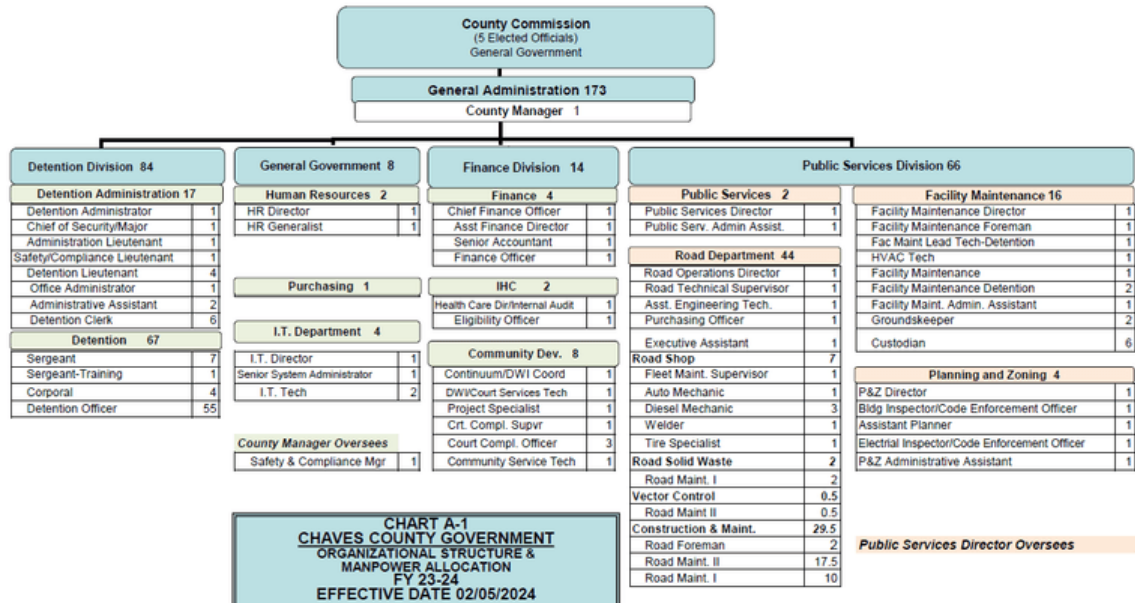 County Commission
(5 Elected Officials)
General Government
General Administration 173
County Manager 1
Detention Division 84
Detention Administration 17
Detention Administrator 1
Chief of Security/Major 1
Administration Lieutenant 1
Safety/Compliance Lieutenant 1
Detention Lieutenant 4
Office Administrator 1
Administrative Assistant 2
Detention Clerk 6
Detention 67
Sergeant 7
Sergeant-Training 1
Corporal 4
Detention Officer 55
General Government 8
Human Resources 2
HR Director 1
HR Generalist 1
Purchasing 1
I.T. Department 4
I.T. Director 1
Senior System Administrator 1
I.T. Tech 2
County Manager Oversees
Safety & Compliance Mgr 1
Finance Division 14
Finance 4
Chief Finance Officer 1
Asst Finance Director 1
Senior Accountant 1
Finance Officer 1
IHC 2
Health Care Dir/Internal Audit 1
Eligibility Officer 1
Community Dev. 8
Continuum/DWI Coord 1
DWI/Court Services Tech 1
Project Specialist 1
Crt. Compl. Supvr 1
Court Compl. Officer 3
Community Service Tech 1
Public Services Division 66
Public Services 2
Public Services Director 1
Public Serv. Admin Assist. 1
Road Department 44
Road Operations Director 1
Road Technical Supervisor 1
Asst. Engineering Tech. 1
Purchasing Officer 1
Executive Assistant 1
Road Shop 7
Fleet Maint. Supervisor 1
Auto Mechanic 1
Diesel Mechanic 3
Welder 1
Tire Specialist 1
Road Solid Waste 2
Road Maint. I 2
Vector Control 0.5
Road Maint II 0.5
Construction & Maint. 29.5
Road Foreman 2
Road Maint. II 17.5
Road Maint. I 10
Facility Maintenance 16
Facility Maintenance Director 1
Facility Maintenance Foreman 1
Fac Maint Lead Tech-Detention 1
HVAC Tech 1
Facility Maintenance 1
Facility Maintenance Detention 2
Facility Maint. Admin. Assistant 1
Groundskeeper 2
Custodian 6
Planning and Zoning 4
P&Z Director 1
Bldg Inspector/Code Enforcement Officer 1
Assistant Planner 1
Electrial Inspector/Code Enforcement Officer 1
P&Z Administrative Assistant 1
Public Services Director Oversees
CHART A-1
CHAVES COUNTY GOVERNMENT
ORGANIZATIONAL STRUCTURE &
MANPOWER ALLOCATION
FY 23-24
EFFECTIVE DATE 02/05/2024